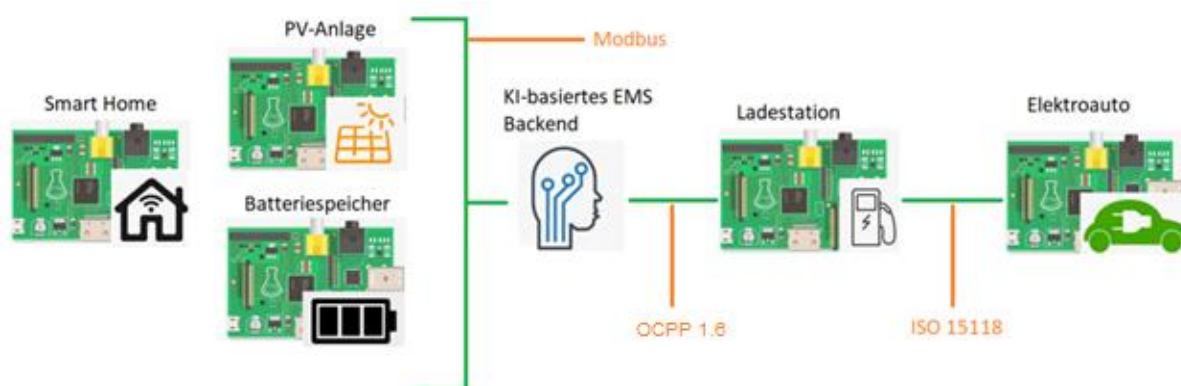 PV-Anlage
Modbus
Smart Home
KI-basiertes EMS
Backend
Ladestation
Elektroauto
Batteriespeicher
OCPP 1.6
ISO 15118